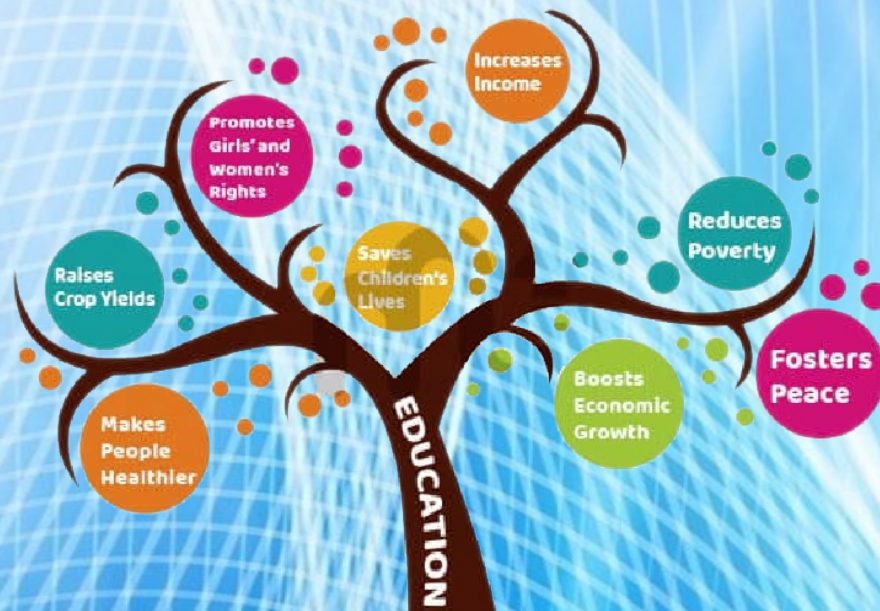 Increases
Income
Promotes
Girls' and
Women's
Rights
Saves
Children's
Lives
Reduces
Poverty
Raises
Crop Yields
Fosters
Peace
Boosts
Economic
Growth
Makes
People
Healthier
EDUCATION